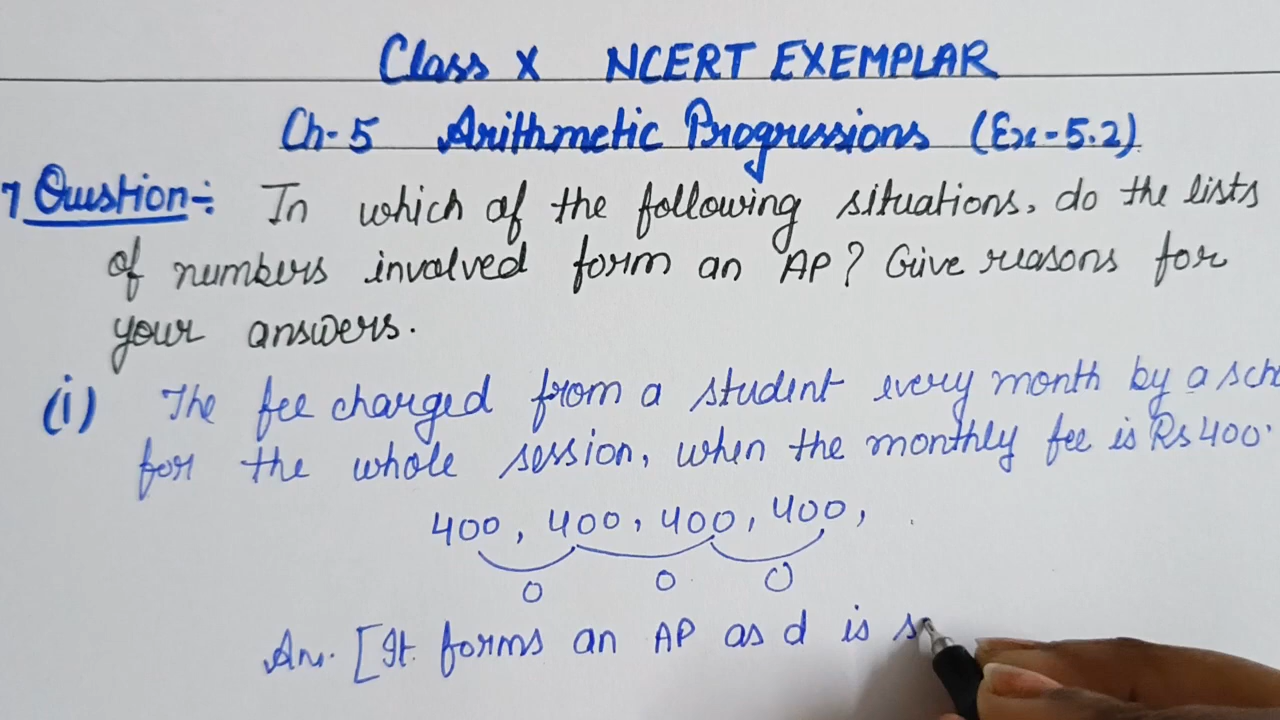 Class X NCERT EXEMPLAR
Ch-5 Arithmetic Progressions (Ex-5.2)
7 Question:- In which of the following situations, do the lists
of numbers involved form an AP? Give reasons for
your answers.
(i) The fee charged from a student every month by a
for the whole session, when the monthly fee is Rs 400.
400, 400, 400, 400,
0 0 0
Ans. [It forms an AP as d is